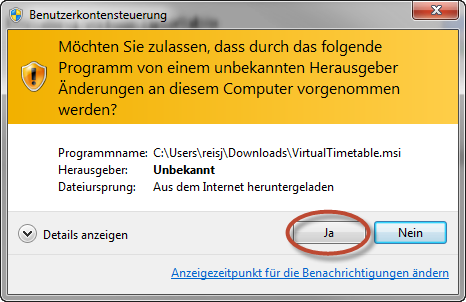 Benutzerkontensteuerung
Möchten Sie zulassen, dass durch das folgende
Programm von einem unbekannten Herausgeber
Änderungen an diesem Computer vorgenommen
werden?
Programmname: C:\Users\reisj\Downloads\VirtualTimetable.msi
Herausgeber: Unbekannt
Dateiursprung: Aus dem Internet heruntergeladen
Details anzeigen
Ja
Nein
Anzeigezeitpunkt für die Benachrichtigungen ändern